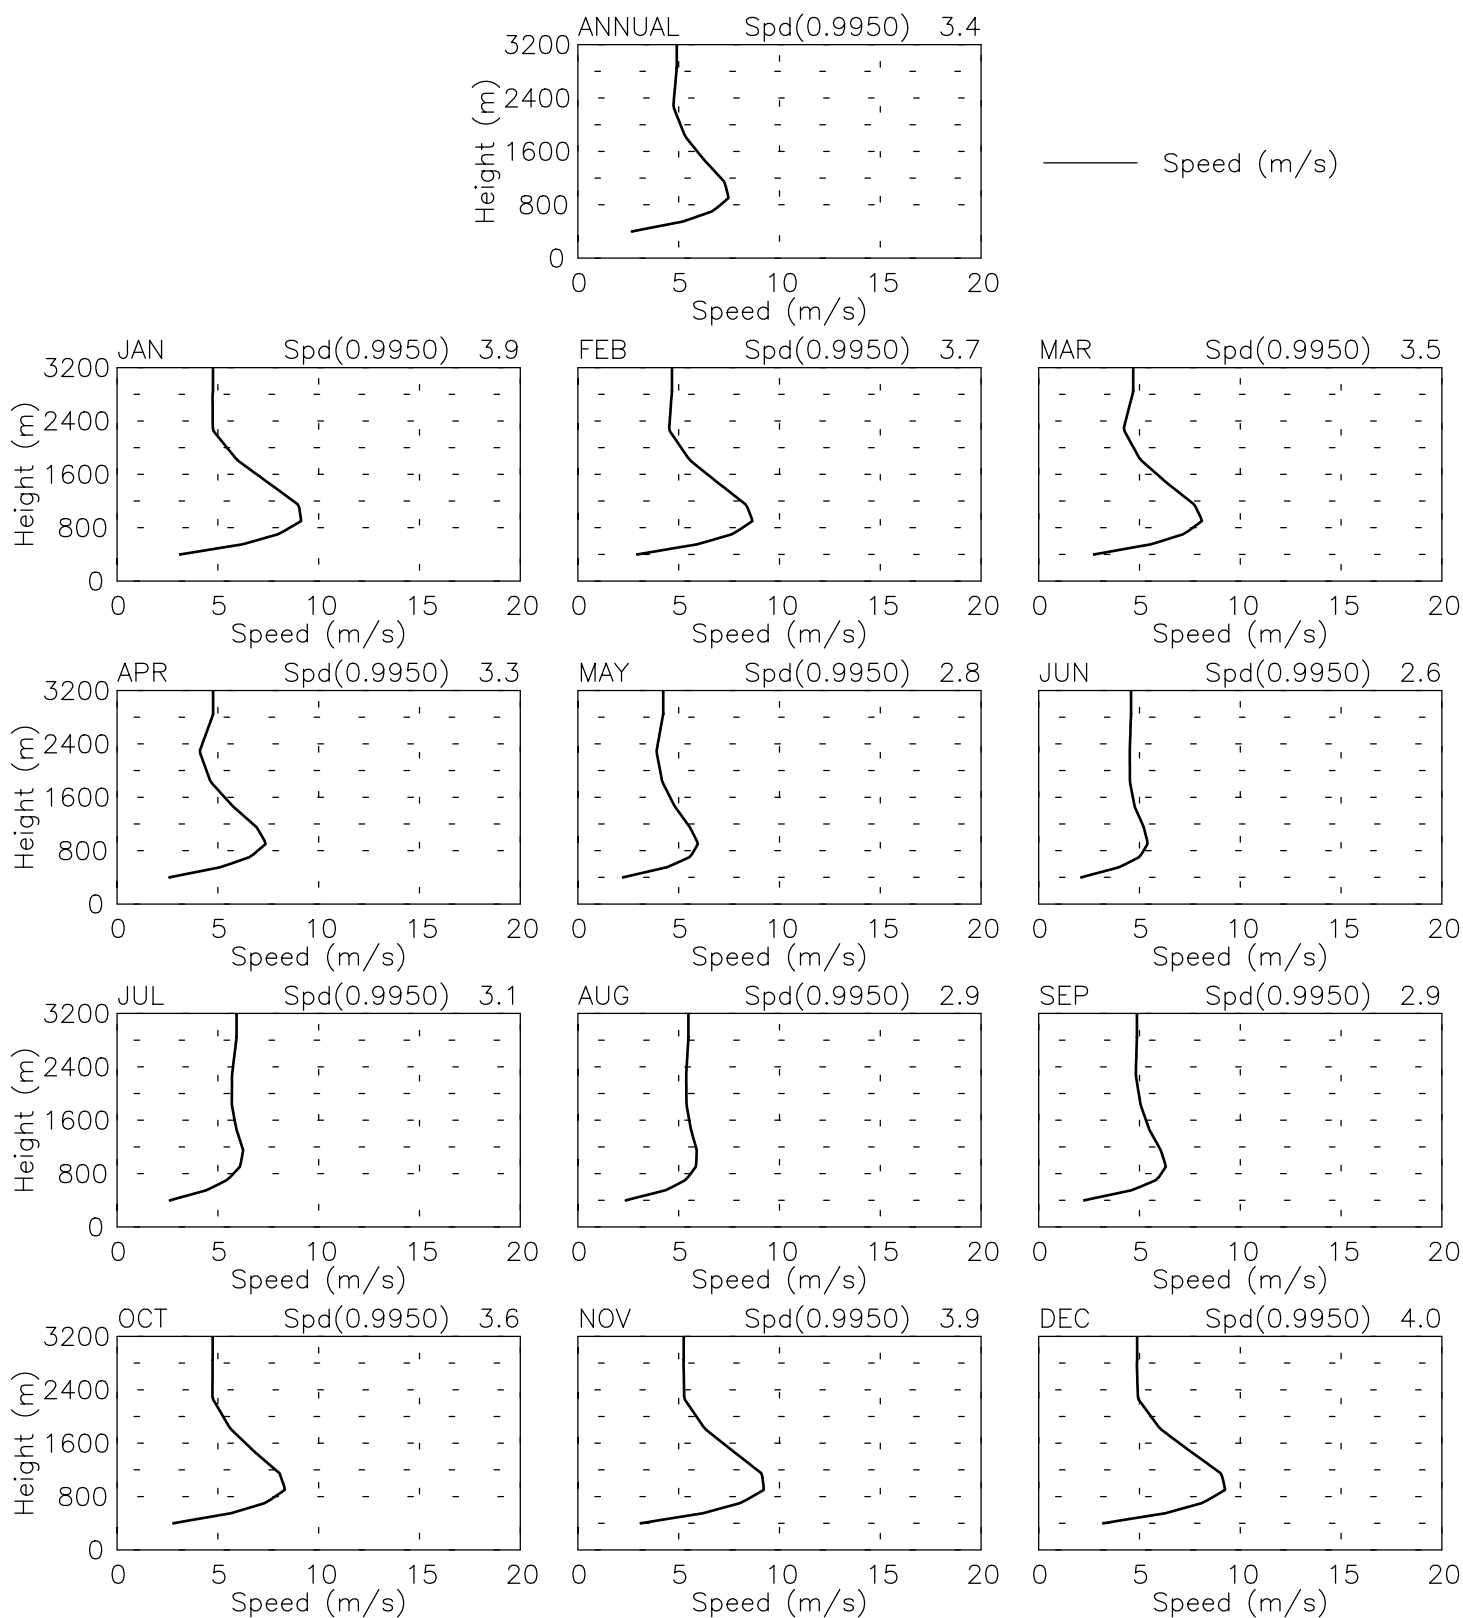 ANNUAL Spd(0.9950) 3.4
3200
2400
1600
800
0
Height (m)
0 5 10 15 20
Speed (m/s)
Speed (m/s)
JAN Spd(0.9950) 3.9
3200
2400
1600
800
0
Height (m)
0 5 10 15 20
Speed (m/s)
FEB Spd(0.9950) 3.7
0 5 10 15 20
Speed (m/s)
MAR Spd(0.9950) 3.5
0 5 10 15 20
Speed (m/s)
APR Spd(0.9950) 3.3
3200
2400
1600
800
0
Height (m)
0 5 10 15 20
Speed (m/s)
MAY Spd(0.9950) 2.8
0 5 10 15 20
Speed (m/s)
JUN Spd(0.9950) 2.6
0 5 10 15 20
Speed (m/s)
JUL Spd(0.9950) 3.1
3200
2400
1600
800
0
Height (m)
0 5 10 15 20
Speed (m/s)
AUG Spd(0.9950) 2.9
0 5 10 15 20
Speed (m/s)
SEP Spd(0.9950) 2.9
0 5 10 15 20
Speed (m/s)
OCT Spd(0.9950) 3.6
3200
2400
1600
800
0
Height (m)
0 5 10 15 20
Speed (m/s)
NOV Spd(0.9950) 3.9
0 5 10 15 20
Speed (m/s)
DEC Spd(0.9950) 4.0
0 5 10 15 20
Speed (m/s)